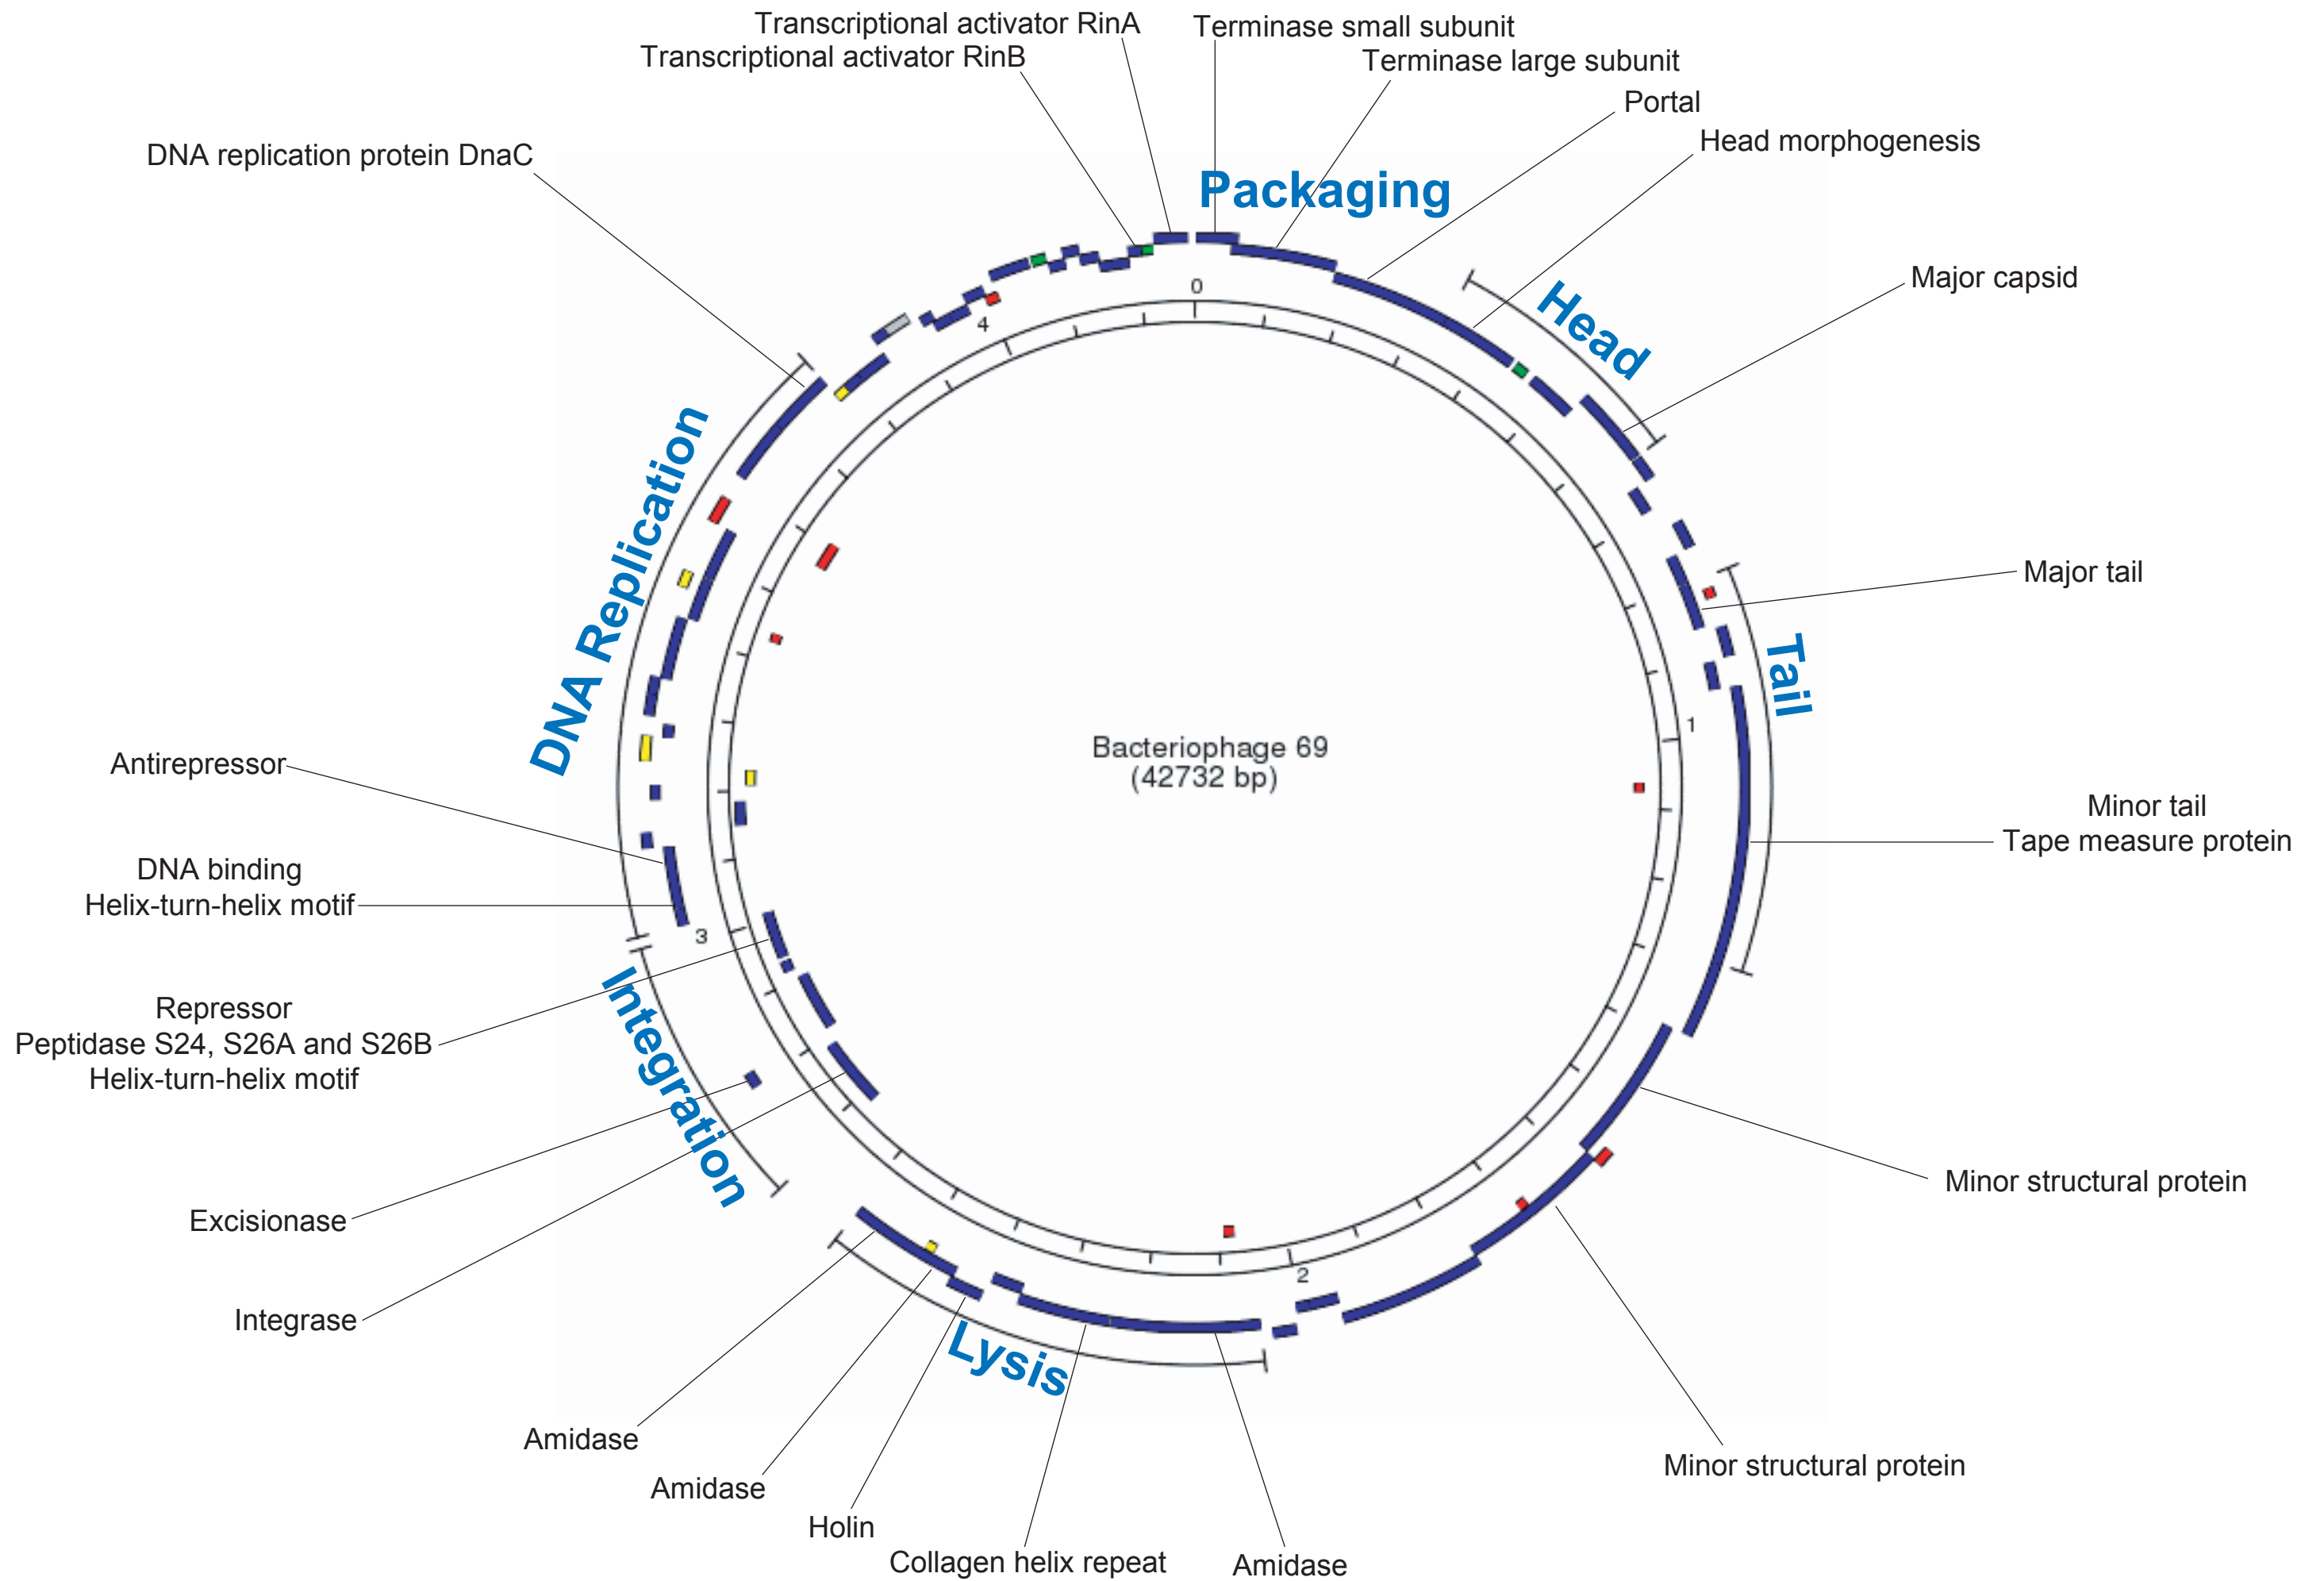 Transcriptional activator RinA
Terminase small subunit
Transcriptional activator RinB
Terminase large subunit
Portal
Head morphogenesis
DNA replication protein DnaC
Packaging
Major capsid
Head
0
4
Major tail
Tail
DNA Replication
1
Bacteriophage 69
(42732 bp)
Antirepressor
Minor tail
Tape measure protein
DNA binding
Helix-turn-helix motif
3
Integration
Repressor
Peptidase S24, S26A and S26B
Helix-turn-helix motif
Minor structural protein
Excisionase
2
Integrase
Lysis
Amidase
Minor structural protein
Amidase
Holin
Collagen helix repeat
Amidase